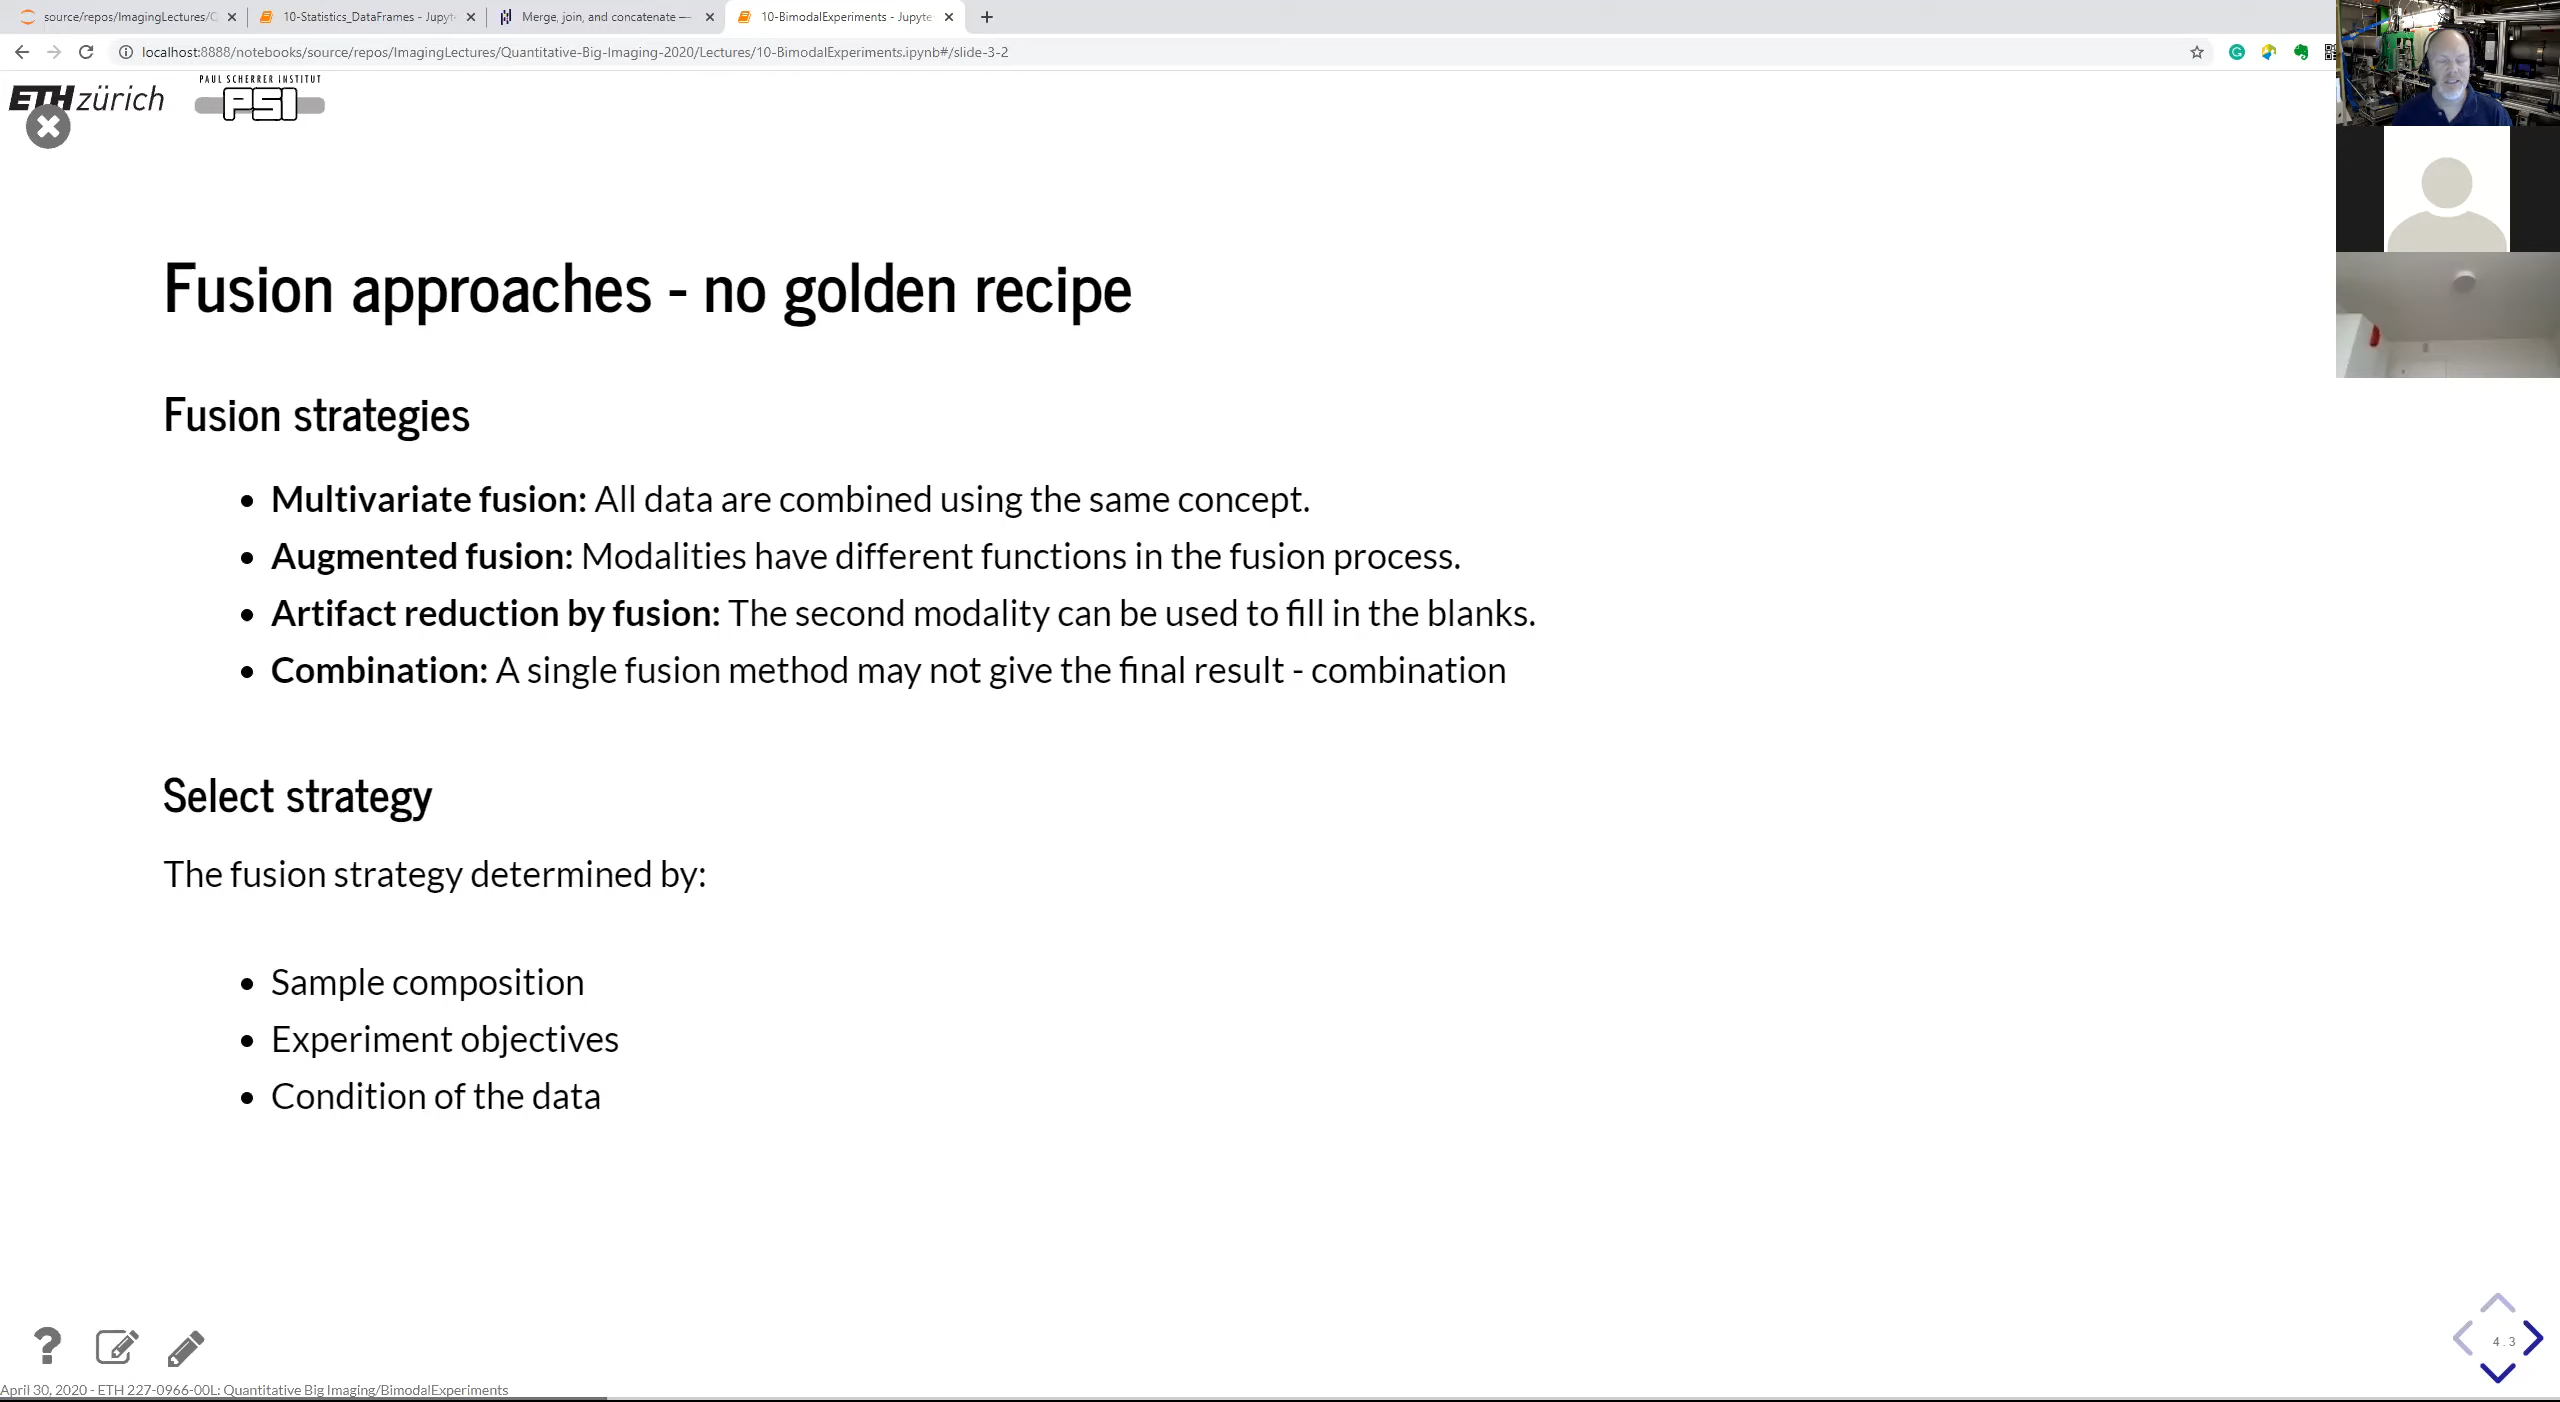 source/repos/ImagingLectures/Q
10-Statistics_DataFrames - Jupyt
Merge, join, and concatenate —
10-BimodalExperiments - Jupyte
localhost:8888/notebooks/source/repos/ImagingLectures/Quantitative-Big-Imaging-2020/Lectures/10-BimodalExperiments.ipynb#/slide-3-2
ETH zürich
PAUL SCHERRER INSTITUT
PSI
Fusion approaches - no golden recipe
Fusion strategies
• Multivariate fusion: All data are combined using the same concept.
• Augmented fusion: Modalities have different functions in the fusion process.
• Artifact reduction by fusion: The second modality can be used to fill in the blanks.
• Combination: A single fusion method may not give the final result - combination
Select strategy
The fusion strategy determined by:
• Sample composition
• Experiment objectives
• Condition of the data
4.3
April 30, 2020 - ETH 227-0966-00L: Quantitative Big Imaging/BimodalExperiments